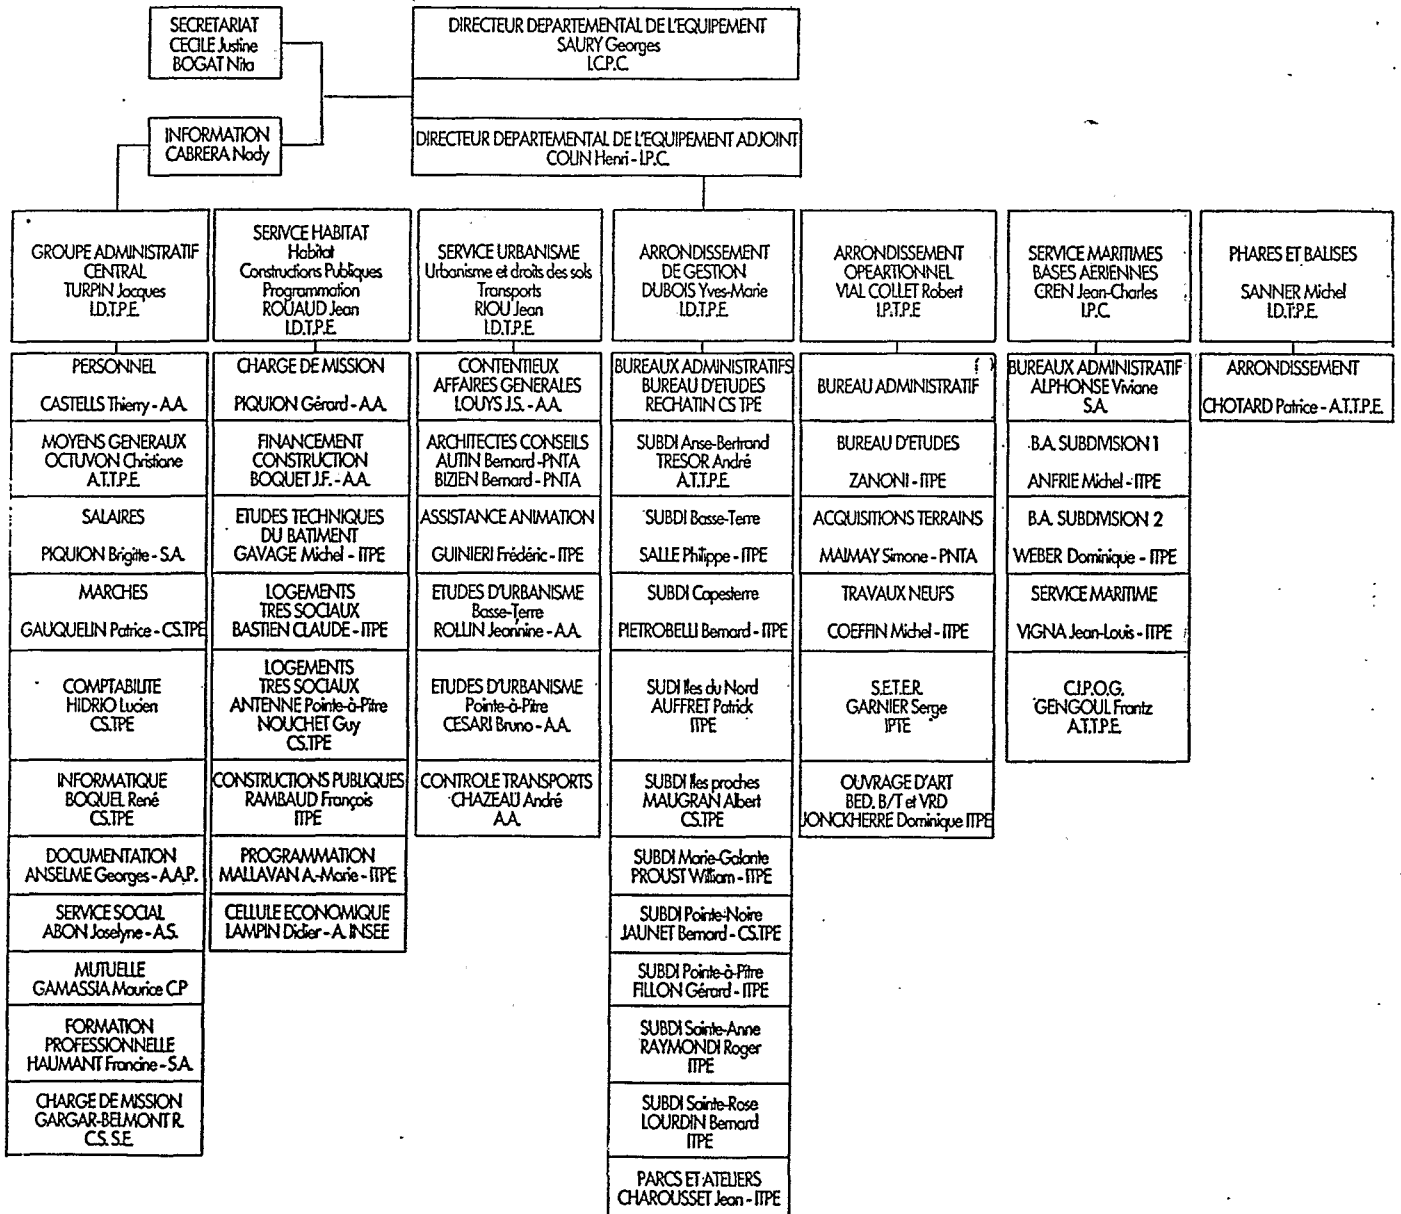 SECRETARIAT
CECILE Justine
BOGAT Nita
DIRECTEUR DEPARTEMENTAL DE L'EQUIPEMENT
SAURY Georges
I.C.P.C.
INFORMATION
CABRERA Nady
DIRECTEUR DEPARTEMENTAL DE L'EQUIPEMENT ADJOINT
COLIN Henri - I.P.C.
GROUPE ADMINISTRATIF
CENTRAL
TURPIN Jacques
I.D.T.P.E.
SERIVCE HABITAT
Habitat
Constructions Publiques
Programmation
ROUAUD Jean
I.D.T.P.E.
SERVICE URBANISME
Urbanisme et droits des sols
Transports
RIOU Jean
I.D.T.P.E.
ARRONDISSEMENT
DE GESTION
DUBOIS Yves-Marie
I.D.T.P.E.
ARRONDISSEMENT
OPEARTIONNEL
VIAL COLLET Robert
I.P.T.P.E
SERVICE MARITIMES
BASES AERIENNES
CREN Jean-Charles
I.P.C.
PHARES ET BALISES
SANNER Michel
I.D.T.P.E.
PERSONNEL
CASTELLS Thierry - A.A.
MOYENS GENERAUX
OCTUVON Christiane
A.T.T.P.E.
SALAIRES
PIQUION Brigitte - S.A.
MARCHES
GAUQUELIN Patrice - CS.TPE
COMPTABILITE
HIDRIO Lucien
CS.TPE
INFORMATIQUE
BOQUEL René
CS.TPE
DOCUMENTATION
ANSELME Georges - A.A.P.
SERVICE SOCIAL
ABON Joselyne - A.S.
MUTUELLE
GAMASSIA Maurice C.P
FORMATION
PROFESSIONNELLE
HAUMANT Francine - S.A.
CHARGE DE MISSION
GARGAR-BELMONT R.
C.S. S.E.
CHARGE DE MISSION
PIQUION Gérard - A.A.
FINANCEMENT
CONSTRUCTION
BOQUET J.F. - A.A.
ETUDES TECHNIQUES
DU BATIMENT
GAVAGE Michel - ITPE
LOGEMENTS
TRES SOCIAUX
BASTIEN CLAUDE - ITPE
LOGEMENTS
TRES SOCIAUX
ANTENNE Pointe-à-Pitre
NOUCHET Guy
CS.TPE
CONSTRUCTIONS PUBLIQUES
RAMBAUD François
ITPE
PROGRAMMATION
MALLAVAN A.-Marie - ITPE
CELLULE ECONOMIQUE
LAMPIN Didier - A. INSEE
CONTENTIEUX
AFFAIRES GENERALES
LOUYS J.S. - A.A.
ARCHITECTES CONSEILS
AUTIN Bernard - PNTA
BIZIEN Bernard - PNTA
ASSISTANCE ANIMATION
GUINIERI Frédéric - ITPE
ETUDES D'URBANISME
Basse-Terre
ROLLIN Jeannine - A.A.
ETUDES D'URBANISME
Pointe-à-Pitre
CESARI Bruno - A.A.
CONTROLE TRANSPORTS
CHAZEAU André
A.A.
BUREAUX ADMINISTRATIFS
BUREAU D'ETUDES
RECHATIN CS TPE
SUBDI Anse-Bertrand
TRESOR André
A.T.T.P.E.
SUBDI Basse-Terre
SALLE Philippe - ITPE
SUBDI Capesterre
PIETROBELLI Bernard - ITPE
SUDI Iles du Nord
AUFFRET Patrick
ITPE
SUBDI Iles proches
MAUGRAN Albert
CS.TPE
SUBDI Marie-Galante
PROUST William - ITPE
SUBDI Pointe-Noire
JAUNET Bernard - CS.TPE
SUBDI Pointe-à-Pitre
FILLON Gérard - ITPE
SUBDI Sainte-Anne
RAYMONDI Roger
ITPE
SUBDI Sainte-Rose
LOURDIN Bernard
ITPE
PARCS ET ATELIERS
CHAROUSSET Jean - ITPE
BUREAU ADMINISTRATIF
BUREAU D'ETUDES
ZANONI - ITPE
ACQUISITIONS TERRAINS
MAIMAY Simone - PNTA
TRAVAUX NEUFS
COEFFIN Michel - ITPE
S.E.T.E.R.
GARNIER Serge
IPTE
OUVRAGE D'ART
BED. B/T et VRD
JONCKHERRE Dominique ITPE
BUREAUX ADMINISTRATIF
ALPHONSE Viviane
S.A.
B.A. SUBDIVISION 1
ANFRIE Michel - ITPE
B.A. SUBDIVISION 2
WEBER Dominique - ITPE
SERVICE MARITIME
VIGNA Jean-Louis - ITPE
C.I.P.O.G.
GENGOUL Frantz
A.T.T.P.E.
ARRONDISSEMENT
CHOTARD Patrice - A.T.T.P.E.